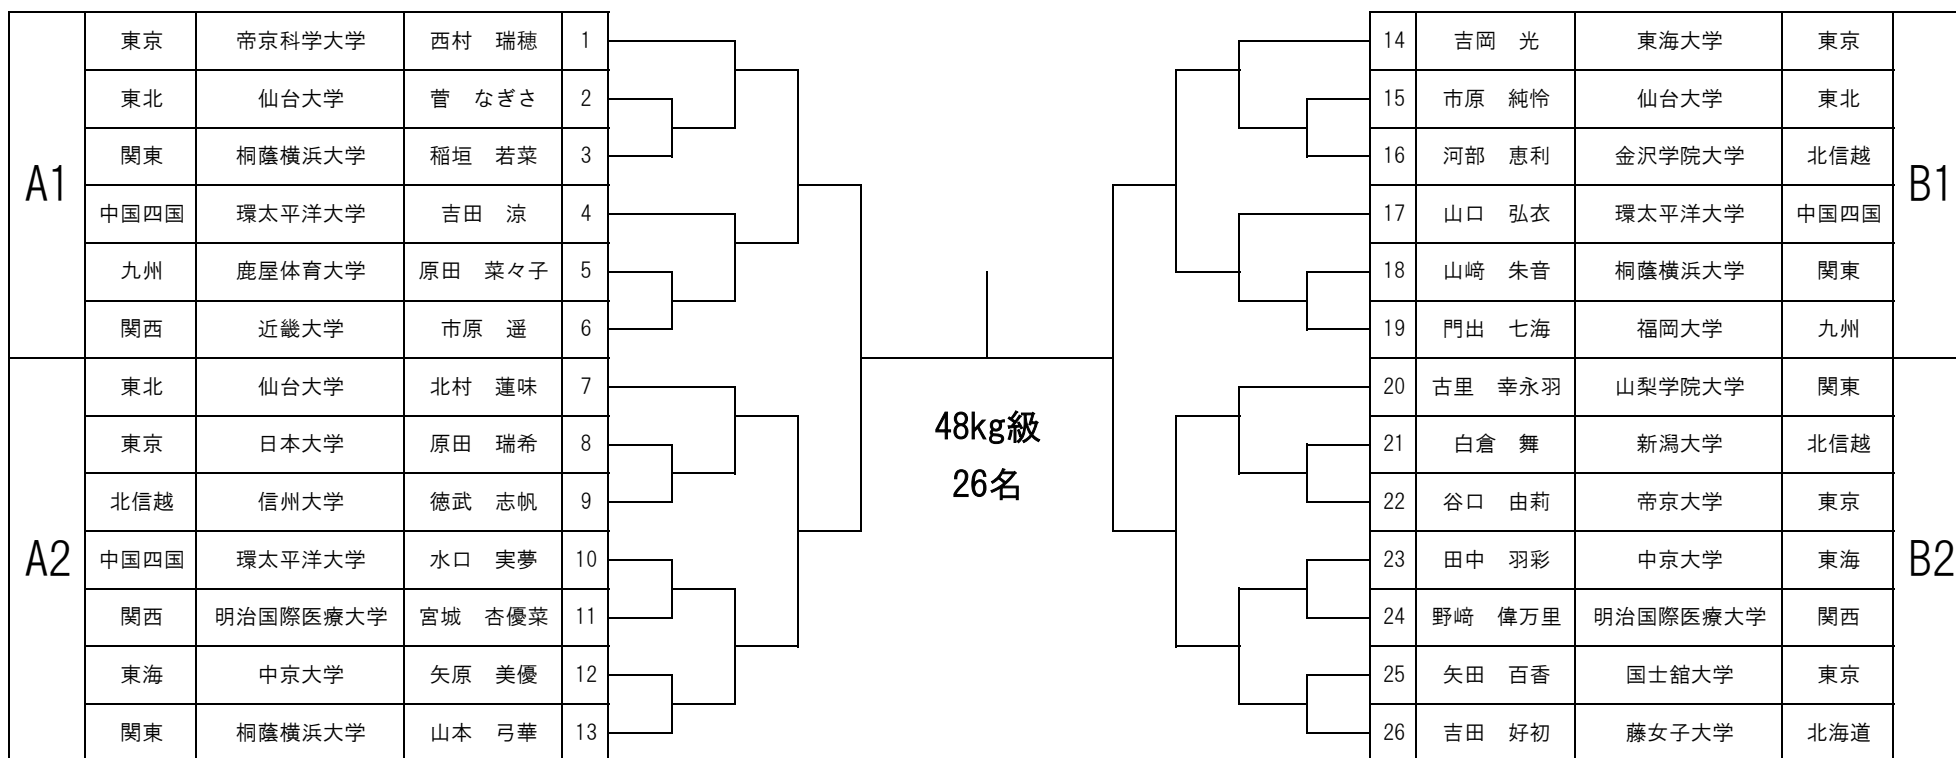 A1
東京 帝京科学大学 西村 瑞穂 1
東北 仙台大学 菅 なぎさ 2
関東 桐蔭横浜大学 稲垣 若菜 3
中国四国 環太平洋大学 吉田 涼 4
九州 鹿屋体育大学 原田 菜々子 5
関西 近畿大学 市原 遥 6
A2
東北 仙台大学 北村 蓮味 7
東京 日本大学 原田 瑞希 8
北信越 信州大学 徳武 志帆 9
中国四国 環太平洋大学 水口 実夢 10
関西 明治国際医療大学 宮城 杏優菜 11
東海 中京大学 矢原 美優 12
関東 桐蔭横浜大学 山本 弓華 13
48kg級
26名
14 吉岡 光 東海大学 東京
15 市原 純怜 仙台大学 東北
16 河部 恵利 金沢学院大学 北信越
17 山口 弘衣 環太平洋大学 中国四国
18 山﨑 朱音 桐蔭横浜大学 関東
19 門出 七海 福岡大学 九州
B1
20 古里 幸永羽 山梨学院大学 関東
21 白倉 舞 新潟大学 北信越
22 谷口 由莉 帝京大学 東京
23 田中 羽彩 中京大学 東海
24 野﨑 偉万里 明治国際医療大学 関西
25 矢田 百香 国士舘大学 東京
26 吉田 好初 藤女子大学 北海道
B2